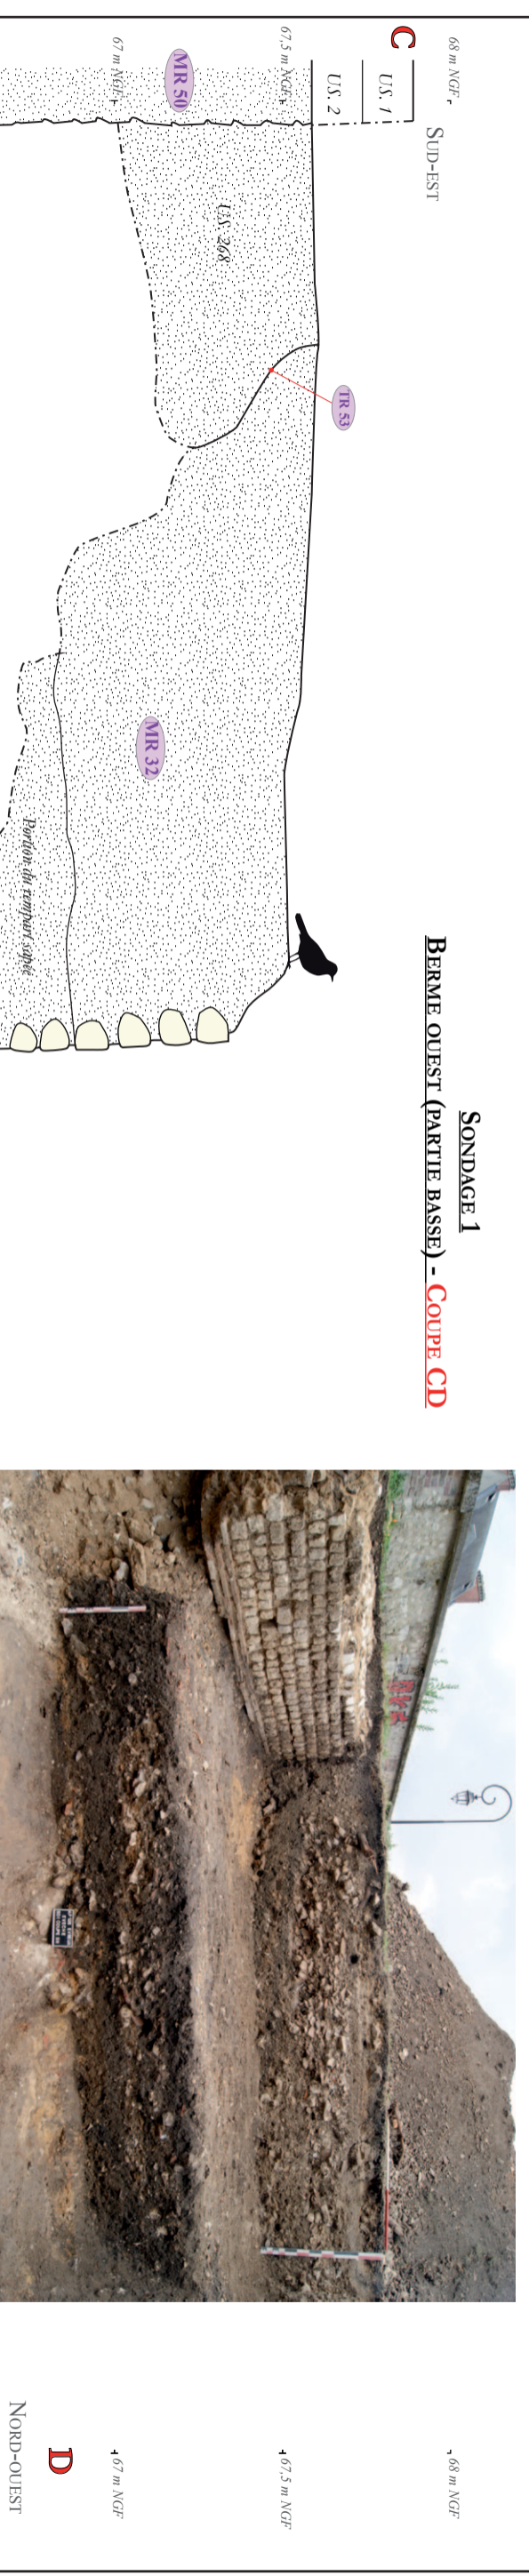 SONDAGE 1
BERME OUEST (PARTIE BASSE) - COUPE CD
C
SUD-EST
68 m NGF
67,5 m NGF
67 m NGF
US. 1
US. 2
MR 50
US. 268
TR 53
MR 32
Portion du rempart sapée
68 m NGF
67,5 m NGF
67 m NGF
D
NORD-OUEST